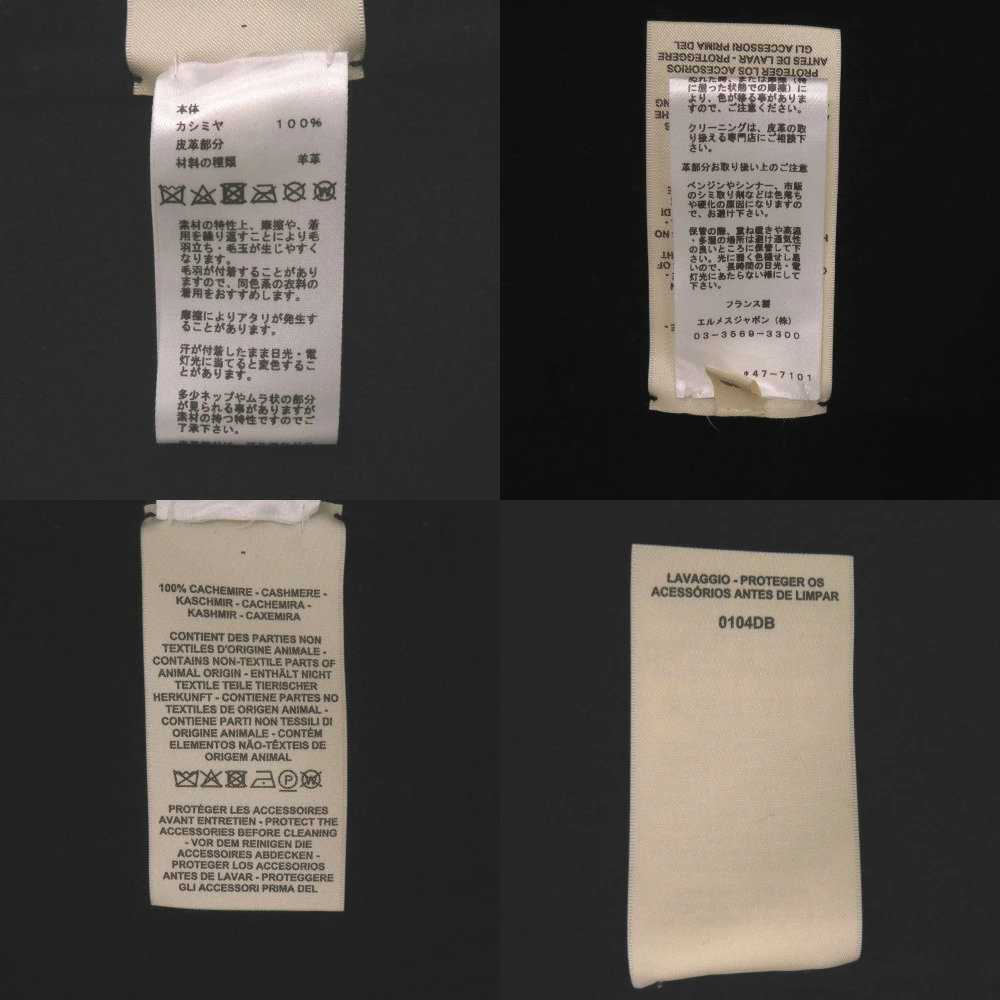 本体
カシミヤ 100%
皮革部分
材料の種類 羊革
素材の特性上、摩擦や、着
用を繰り返すことにより毛
羽立ち・毛玉が生じやすく
なります。
毛羽が付着することがあり
ますので、同色系の衣料の
着用をおすすめします。
摩擦によりアタリが発生す
ることがあります。
汗が付着したまま日光・電
灯光に当てると変色するこ
とがあります。
多少ネップやムラ状の部分
が見られる事がありますが
素材の持つ特性ですのでご
了承下さい。
GLI ACCESSORI PRIMA DEL
ANTES DE LAVAR - PROTEGGERE
PROTEGER LOS ACCESORIOS
に湿った状態での摩擦）に
より、色が移る事がありま
すので、ご注意ください。
クリーニングは、皮革の取
り扱える専門店にご相談下
さい。
革部分お取り扱い上のご注意
ベンジンやシンナー、市販
のシミ取り剤などは色落ち
や硬化の原因になりますの
で、お避け下さい。
保管の際、重ね置きや高温
・多湿の場所は避け通気性
の良いところに保管して下
さい。光に働く色褪せし易
いので、長時間の日光・電
灯光にあたらない様にして
下さい。
フランス製
エルメスジャポン（株）
03-3569-3300
*47-7101
100% CACHEMIRE - CASHMERE -
KASCHMIR - CACHEMIRA -
KASHMIR - CAXEMIRA
CONTIENT DES PARTIES NON
TEXTILES D'ORIGINE ANIMALE -
CONTAINS NON-TEXTILE PARTS OF
ANIMAL ORIGIN - ENTHÄLT NICHT
TEXTILE TEILE TIERISCHER
HERKUNFT - CONTIENE PARTES NO
TEXTILES DE ORIGEN ANIMAL -
CONTIENE PARTI NON TESSILI DI
ORIGINE ANIMALE - CONTÉM
ELEMENTOS NÃO-TÊXTEIS DE
ORIGEM ANIMAL
P
PROTÉGER LES ACCESSOIRES
AVANT ENTRETIEN - PROTECT THE
ACCESSORIES BEFORE CLEANING
- VOR DEM REINIGEN DIE
ACCESSOIRES ABDECKEN -
PROTEGER LOS ACCESORIOS
ANTES DE LAVAR - PROTEGGERE
GLI ACCESSORI PRIMA DEL
LAVAGGIO - PROTEGER OS
ACESSÓRIOS ANTES DE LIMPAR
0104DB